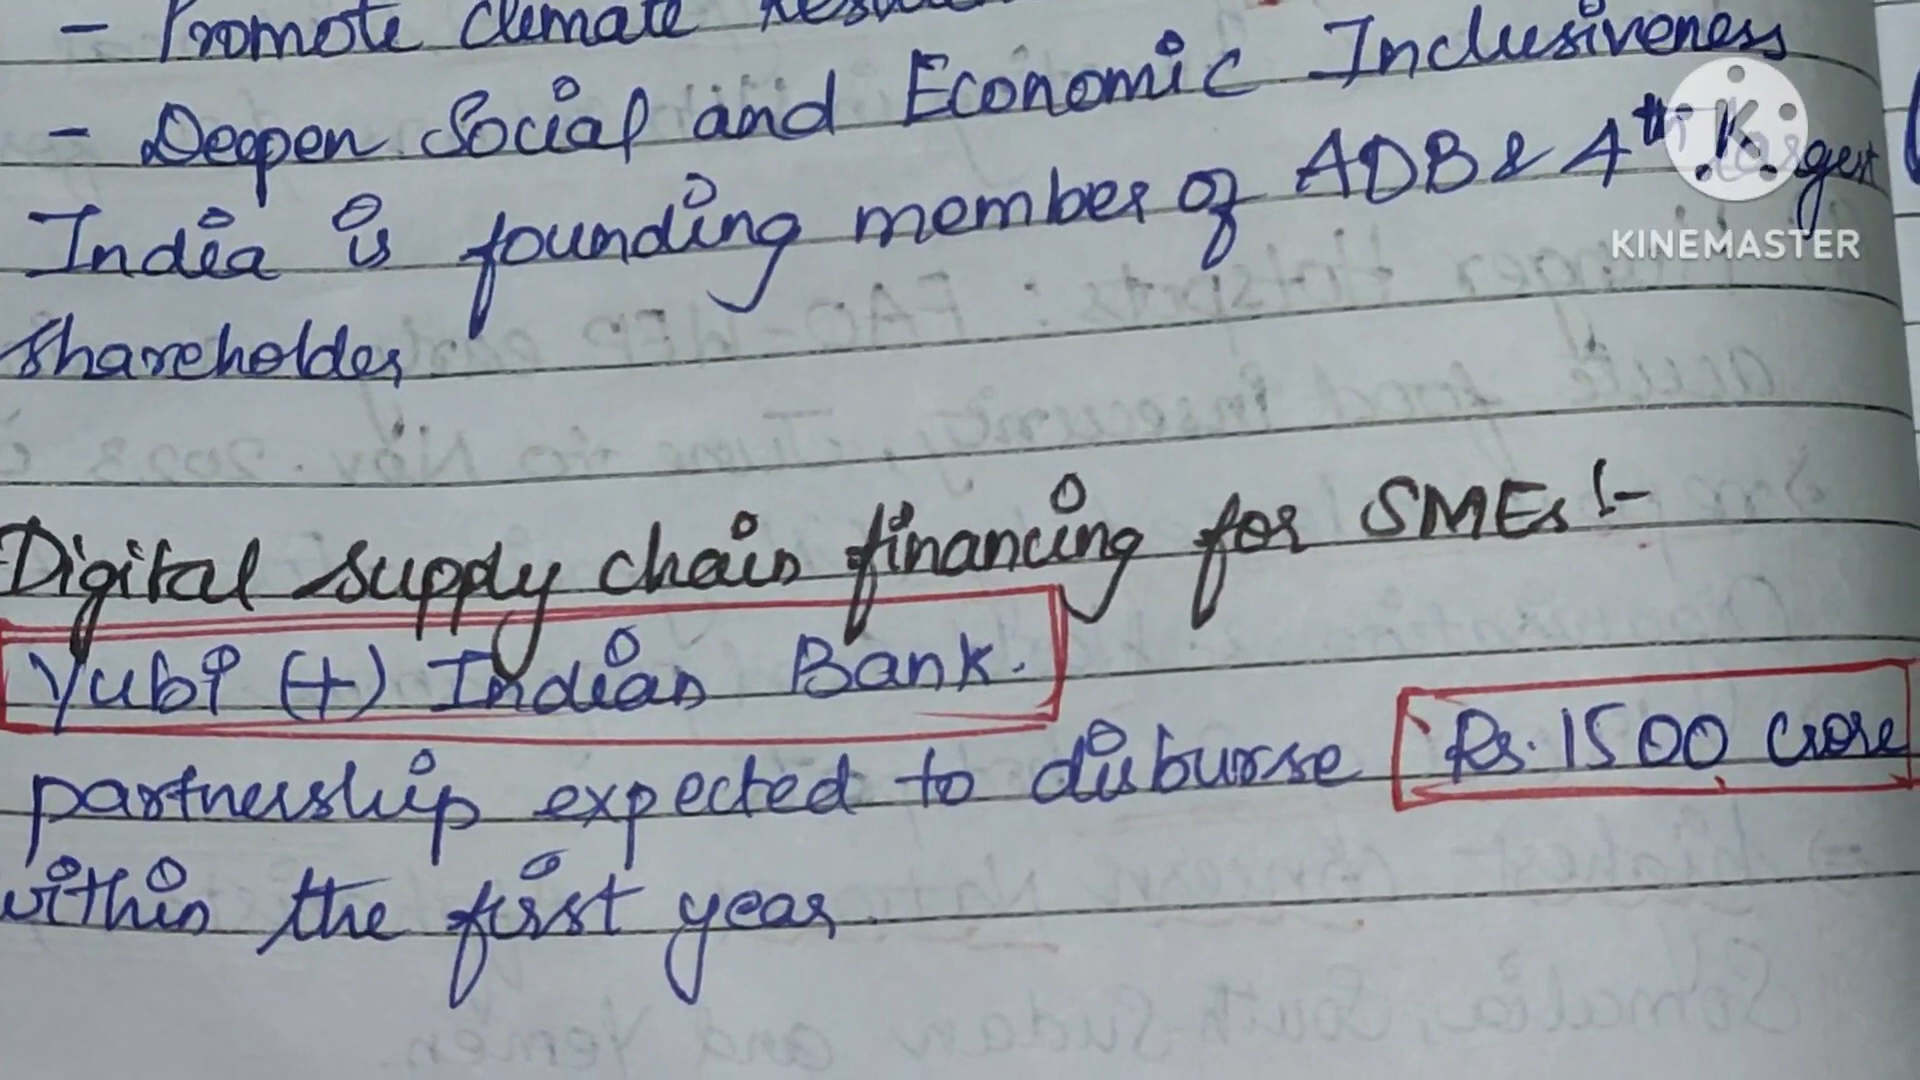 - Promote Climate
- Deepen Social and Economic Inclusiveness
India is founding member of ADB & 4th largest
shareholder
Digital supply chain financing for SMEs :-
Yubi (+) Indian Bank.
partnership expected to disburse Rs. 1500 crore
within the first year.
KINEMASTER